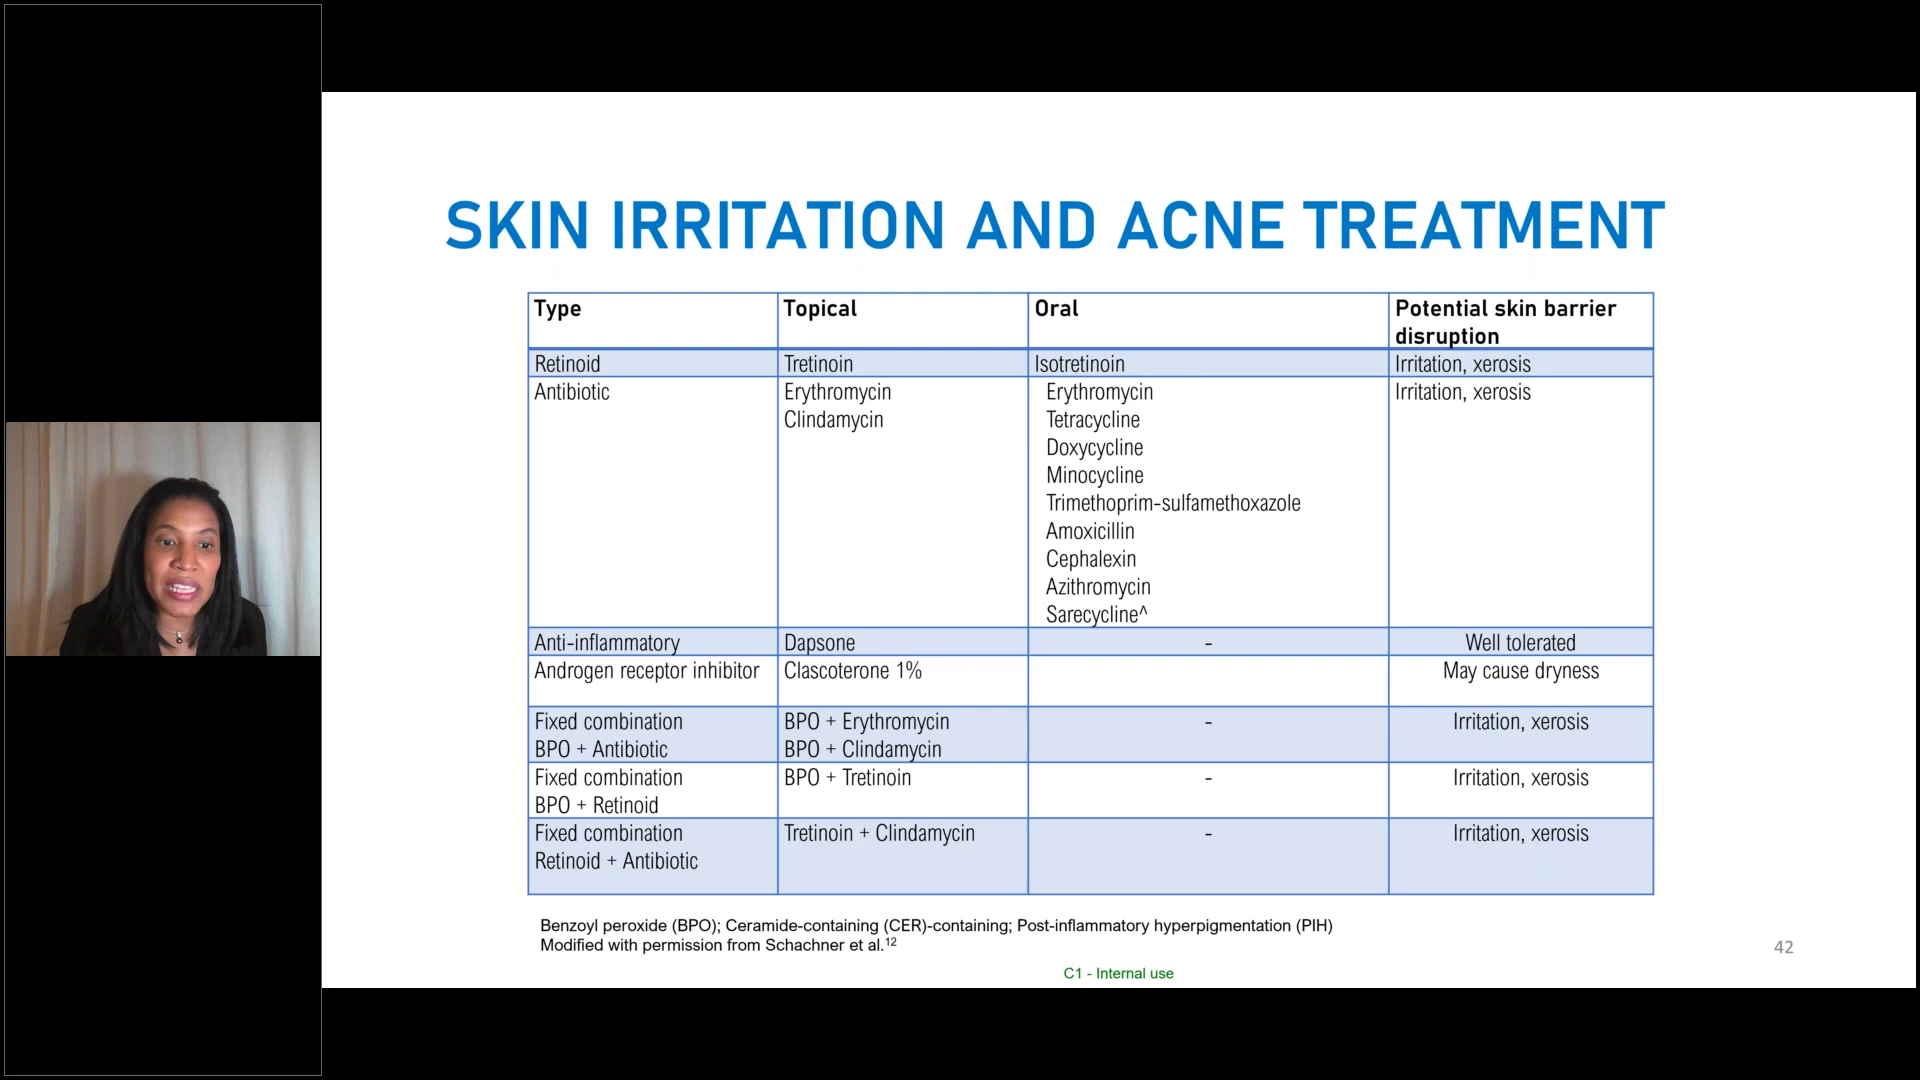 SKIN IRRITATION AND ACNE TREATMENT
Type Topical Oral Potential skin barrier
disruption
Retinoid Tretinoin Isotretinoin Irritation, xerosis
Antibiotic Erythromycin Erythromycin Irritation, xerosis
Clindamycin Tetracycline
Doxycycline
Minocycline
Trimethoprim-sulfamethoxazole
Amoxicillin
Cephalexin
Azithromycin
Sarecycline^
Anti-inflammatory Dapsone - Well tolerated
Androgen receptor inhibitor Clascoterone 1% May cause dryness
Fixed combination BPO + Erythromycin - Irritation, xerosis
BPO + Antibiotic BPO + Clindamycin
Fixed combination BPO + Tretinoin - Irritation, xerosis
BPO + Retinoid
Fixed combination Tretinoin + Clindamycin - Irritation, xerosis
Retinoid + Antibiotic
Benzoyl peroxide (BPO); Ceramide-containing (CER)-containing; Post-inflammatory hyperpigmentation (PIH)
Modified with permission from Schachner et al.12
42
C1 - Internal use